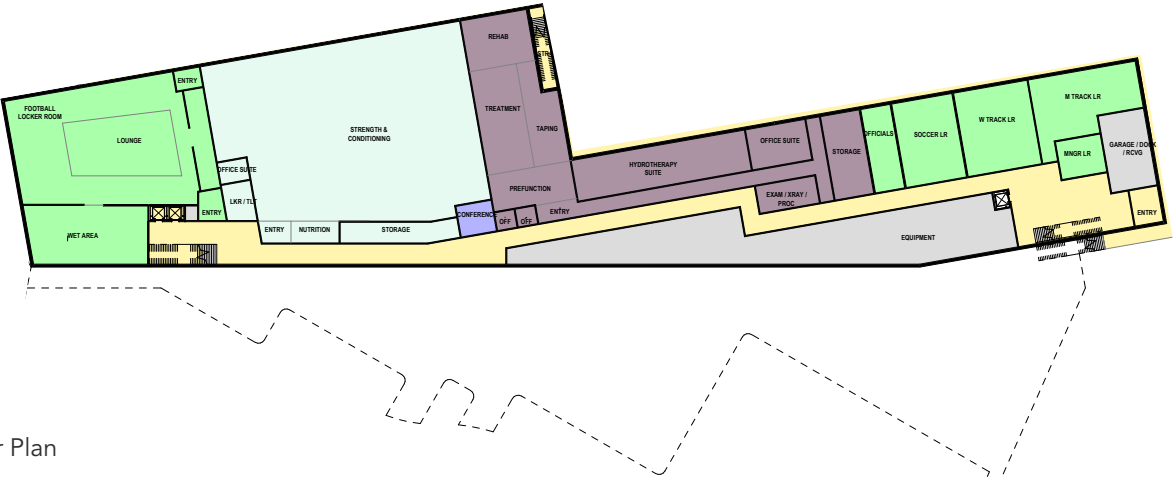 FOOTBALL
LOCKER ROOM
ENTRY
LOUNGE
WET AREA
ENTRY
OFFICE SUITE
LKR / TLT
STRENGTH &
CONDITIONING
ENTRY
NUTRITION
STORAGE
CONFERENCE
REHAB
TREATMENT
TAPING
PREFUNCTION
OFF
OFF
ENTRY
HYDROTHERAPY
SUITE
OFFICE SUITE
STORAGE
EXAM / XRAY /
PROC
OFFICIALS
SOCCER LR
W TRACK LR
M TRACK LR
MNGR LR
GARAGE / DOCK
/ RCVG
ENTRY
EQUIPMENT
r Plan